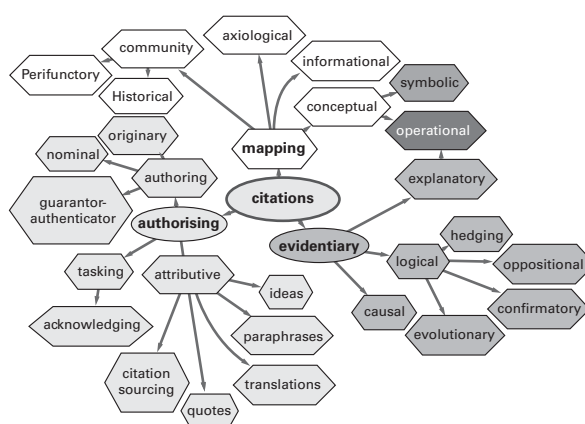 axiological
community
informational
Perifunctory
symbolic
Historical
conceptual
originary
operational
nominal
mapping
authoring
explanatory
citations
guarantor-
authenticator
authorising
hedging
evidentiary
logical
oppositional
tasking
attributive
ideas
causal
confirmatory
acknowledging
paraphrases
evolutionary
citation
sourcing
translations
quotes